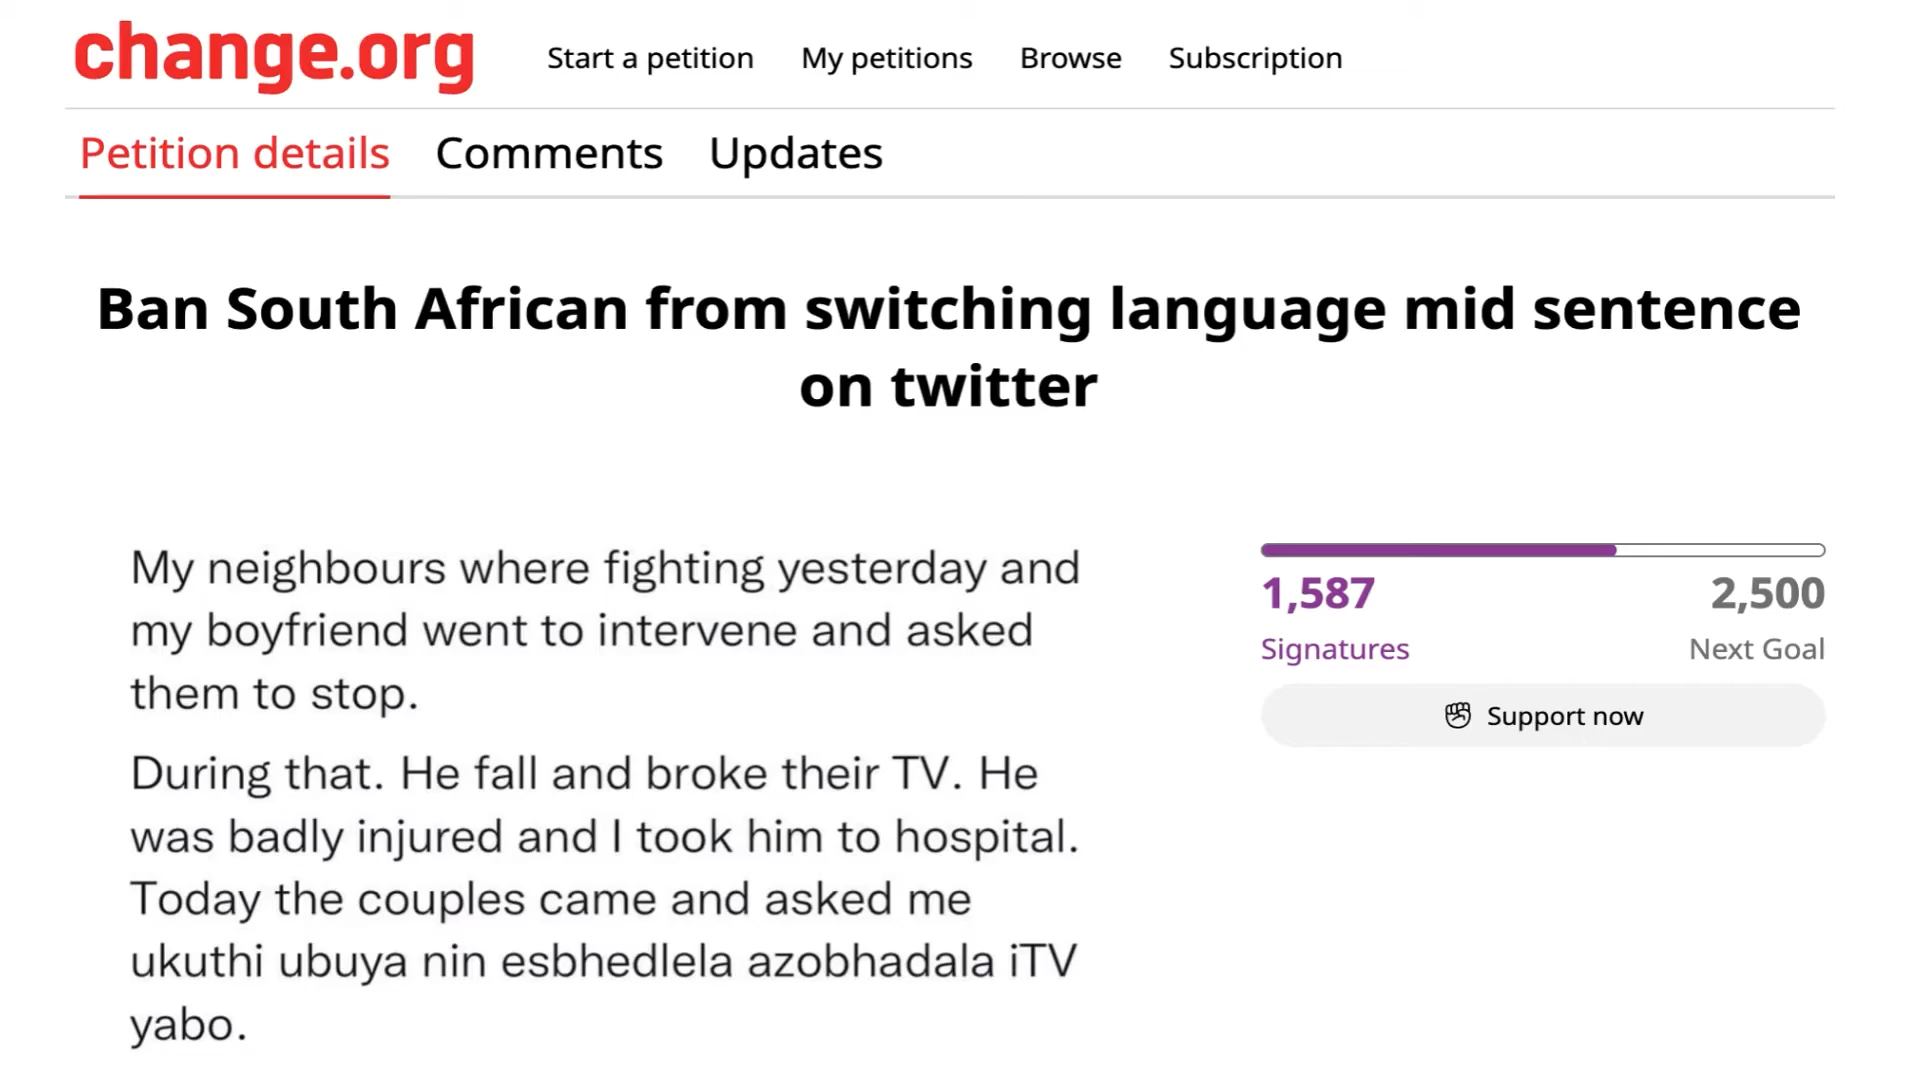 change.org
Start a petition
My petitions
Browse
Subscription
Petition details
Comments
Updates
Ban South African from switching language mid sentence
on twitter
My neighbours where fighting yesterday and
my boyfriend went to intervene and asked
them to stop.
During that. He fall and broke their TV. He
was badly injured and I took him to hospital.
Today the couples came and asked me
ukuthi ubuya nin esbhedlela azobhadala iTV
yabo.
1,587
2,500
Signatures
Next Goal
Support now